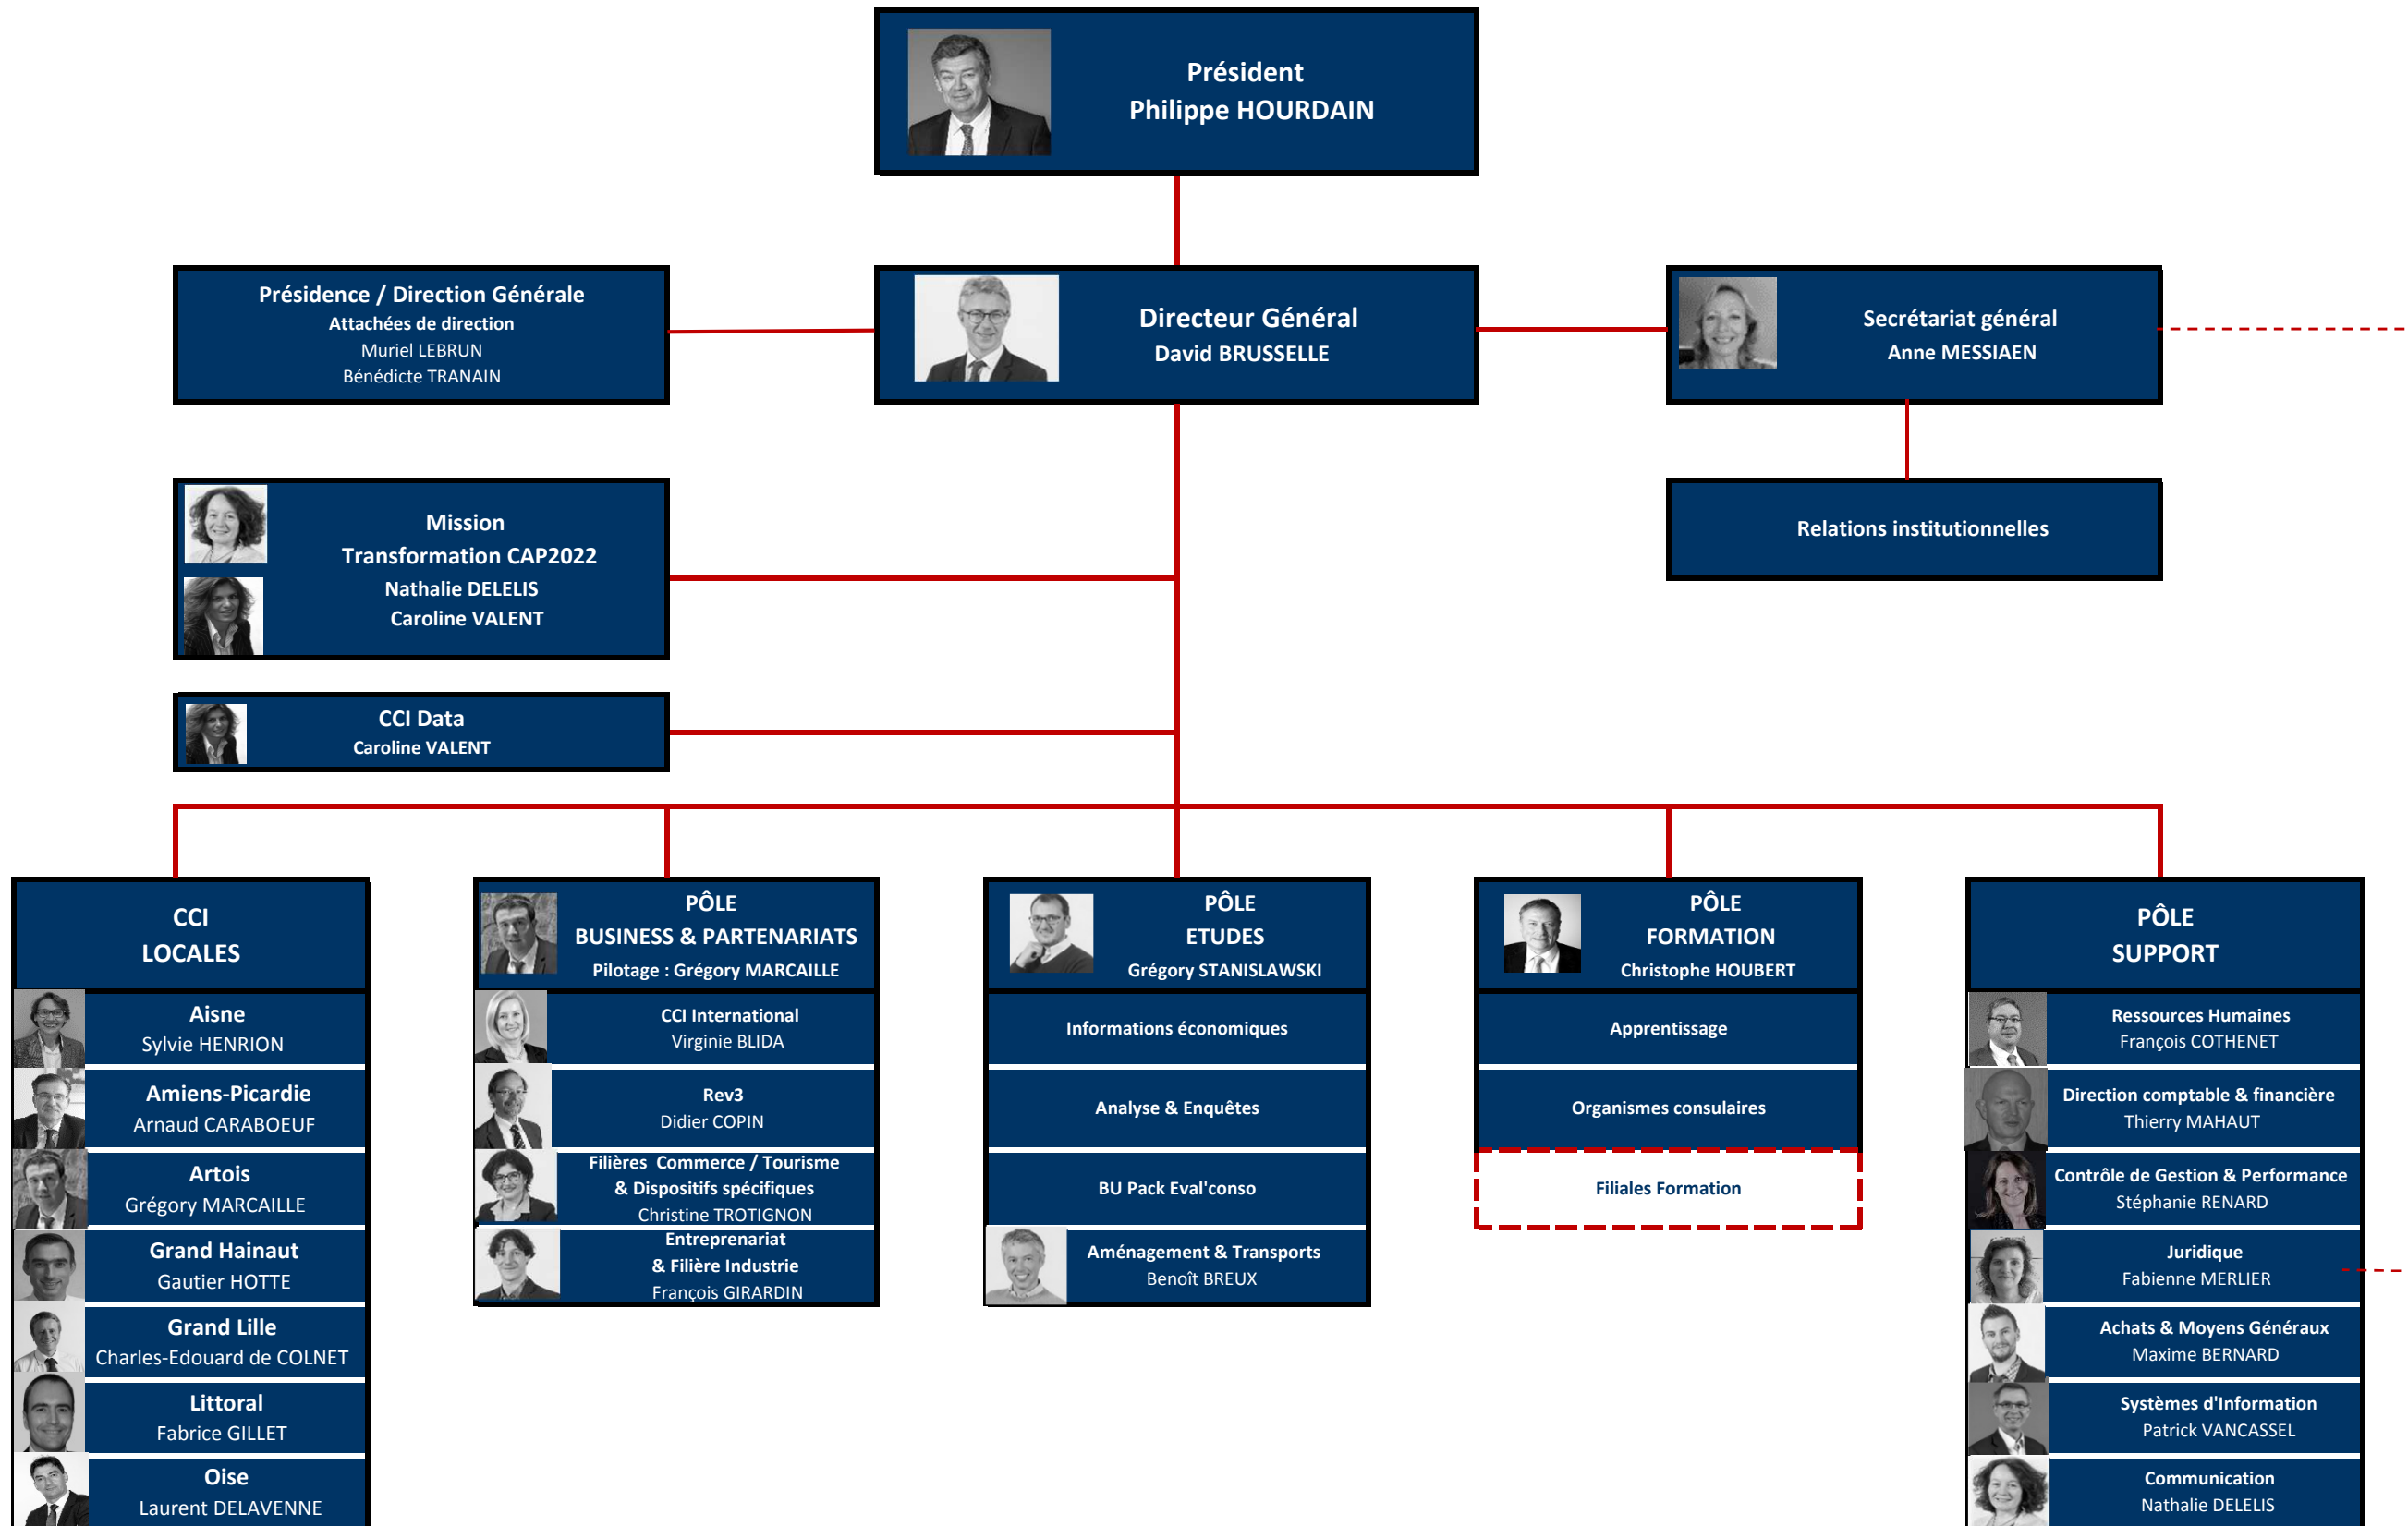 Président
Philippe HOURDAIN
Présidence / Direction Générale
Attachées de direction
Muriel LEBRUN
Bénédicte TRANAIN
Directeur Général
David BRUSSELLE
Secrétariat général
Anne MESSIAEN
Mission
Transformation CAP2022
Nathalie DELELIS
Caroline VALENT
Relations institutionnelles
CCI Data
Caroline VALENT
CCI
LOCALES
Aisne
Sylvie HENRION
Amiens-Picardie
Arnaud CARABOEUF
Artois
Grégory MARCAILLE
Grand Hainaut
Gautier HOTTE
Grand Lille
Charles-Edouard de COLNET
Littoral
Fabrice GILLET
Oise
Laurent DELAVENNE
PÔLE
BUSINESS & PARTENARIATS
Pilotage : Grégory MARCAILLE
CCI International
Virginie BLIDA
Rev3
Didier COPIN
Filières  Commerce / Tourisme
& Dispositifs spécifiques
Christine TROTIGNON
Entreprenariat
& Filière Industrie
François GIRARDIN
PÔLE
ETUDES
Grégory STANISLAWSKI
Informations économiques
Analyse & Enquêtes
BU Pack Eval'conso
Aménagement & Transports
Benoît BREUX
PÔLE
FORMATION
Christophe HOUBERT
Apprentissage
Organismes consulaires
Filiales Formation
PÔLE
SUPPORT
Ressources Humaines
François COTHENET
Direction comptable & financière
Thierry MAHAUT
Contrôle de Gestion & Performance
Stéphanie RENARD
Juridique
Fabienne MERLIER
Achats & Moyens Généraux
Maxime BERNARD
Systèmes d'Information
Patrick VANCASSEL
Communication
Nathalie DELELIS